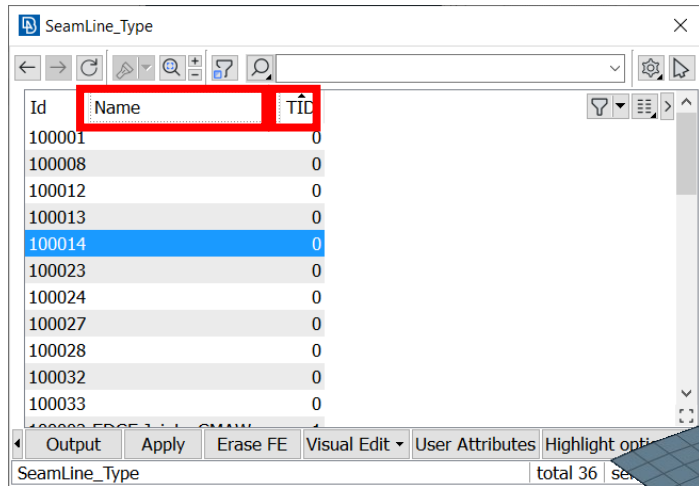 SeamLine_Type
Id Name TID
100001 0
100008 0
100012 0
100013 0
100014 0
100023 0
100024 0
100027 0
100028 0
100032 0
100033 0
Output Apply Erase FE Visual Edit User Attributes Highlight
SeamLine_Type total 36